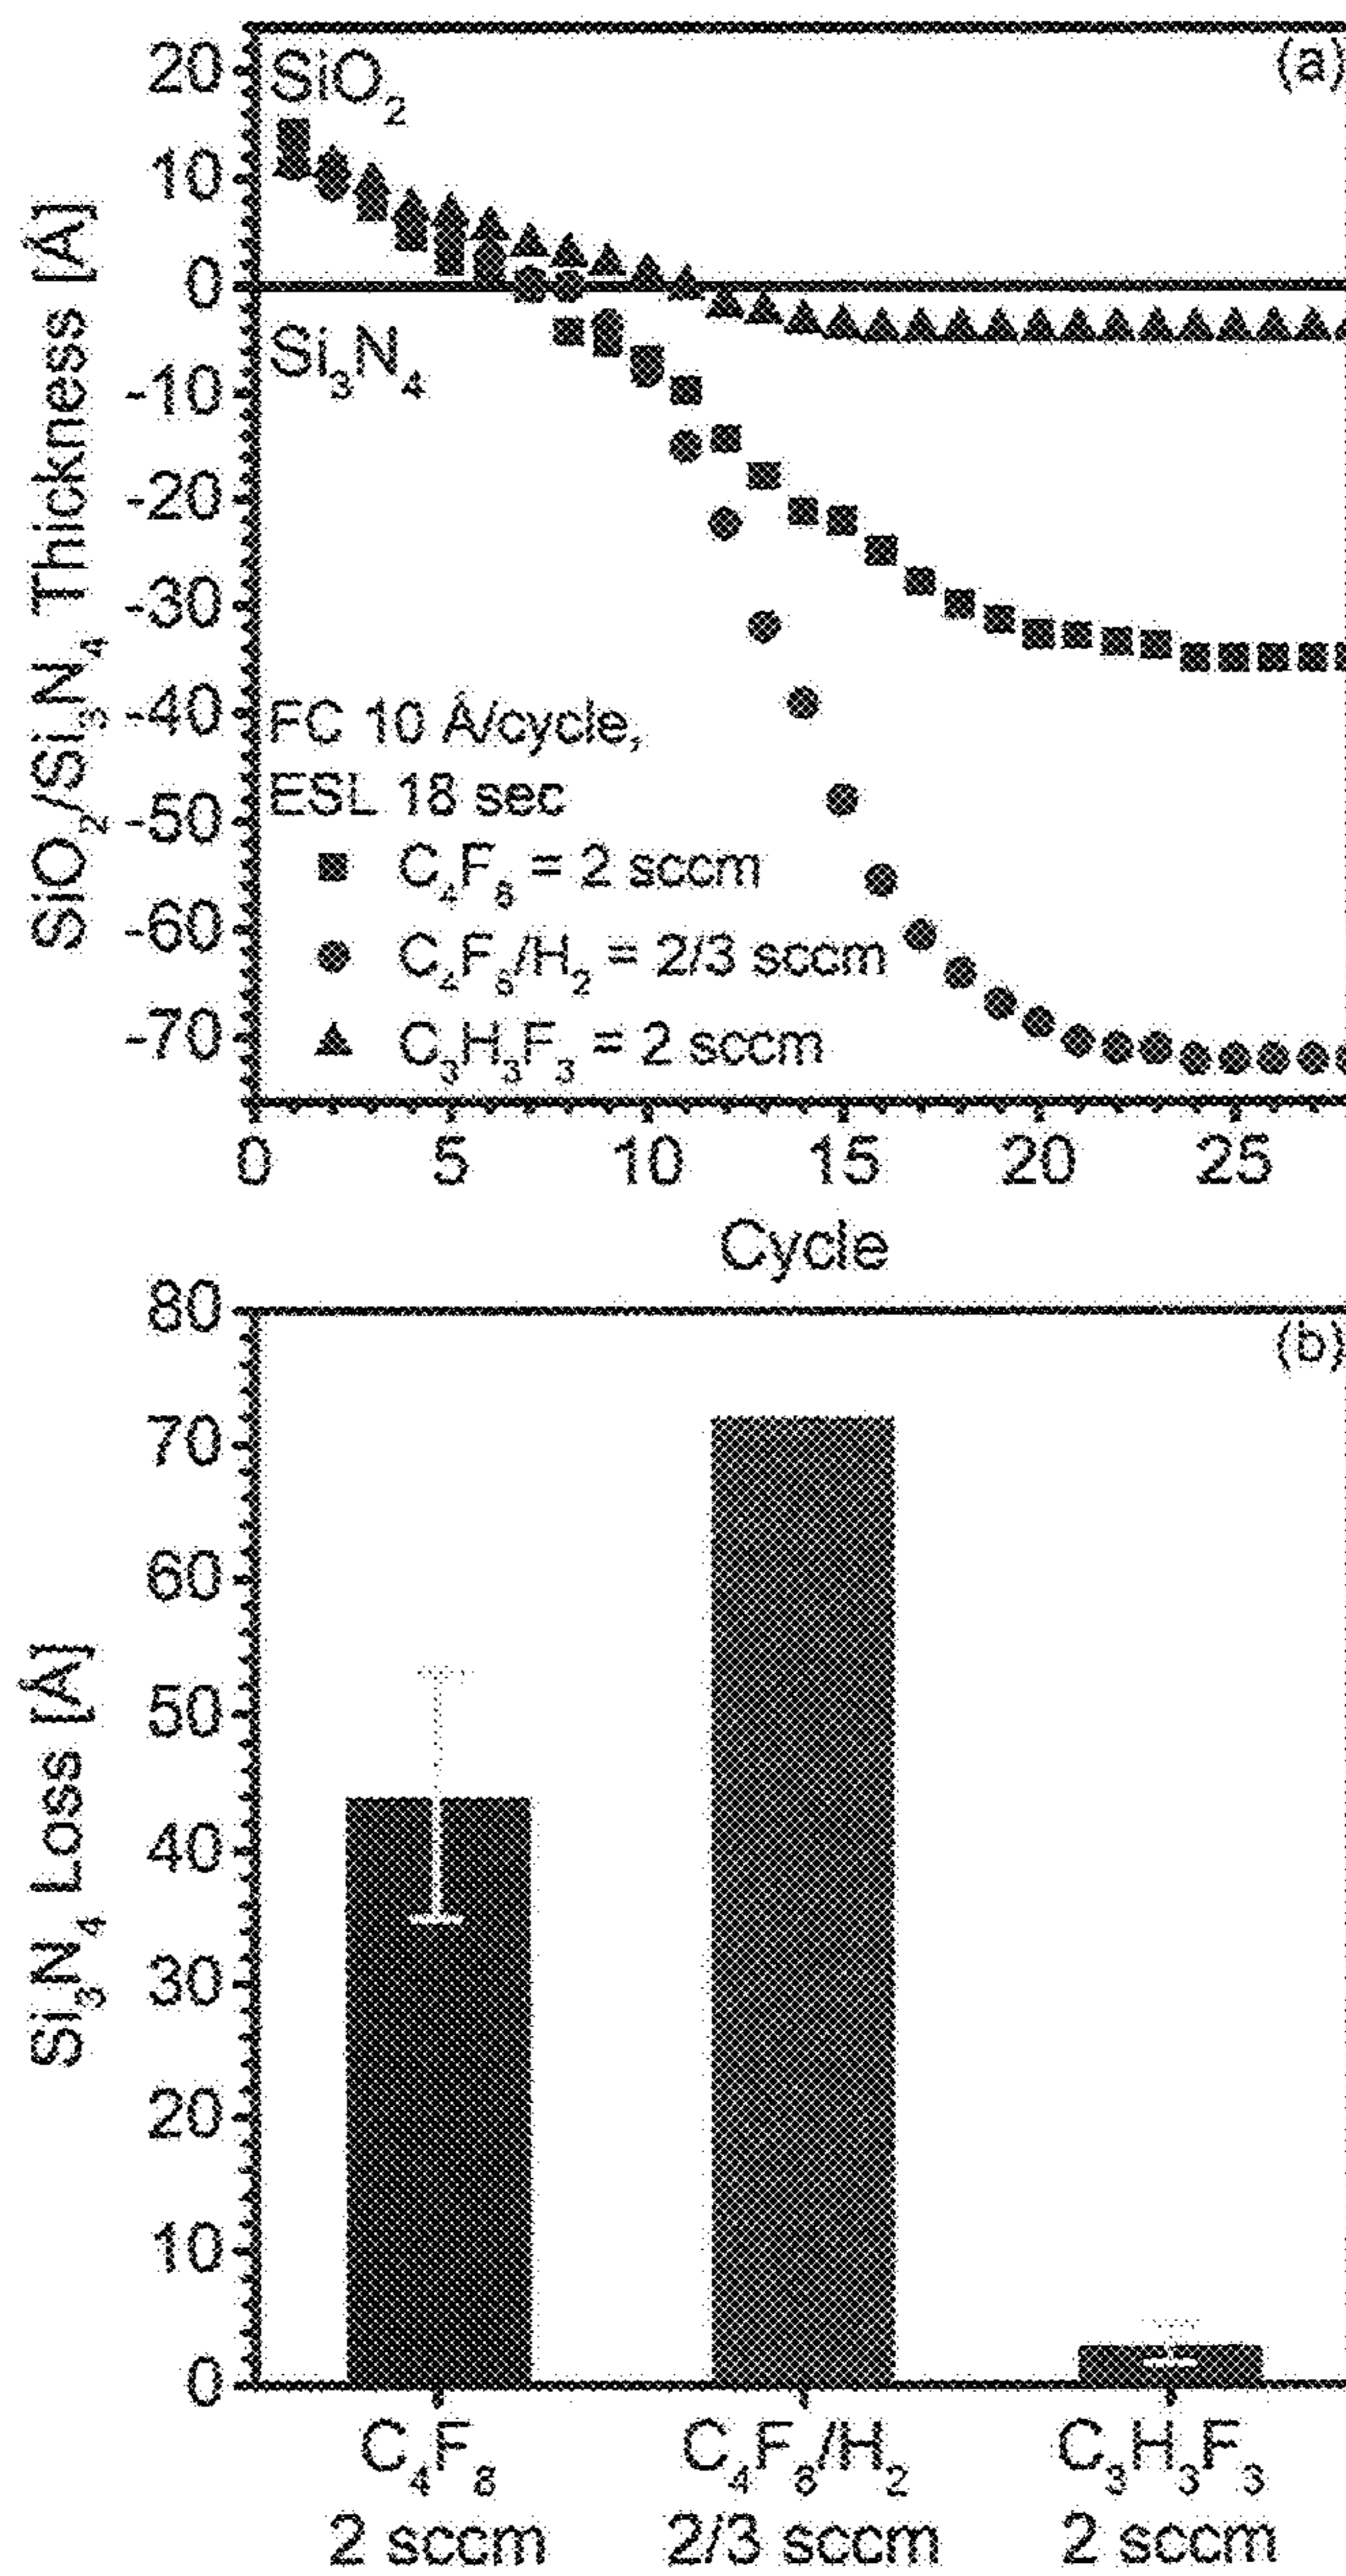 (a)
20
10
0
-10
-20
-30
-40
-50
-60
-70
SiO₂/Si₃N₄ Thickness [Å]
SiO₂
Si₃N₄
FC 10 Å/cycle,
ESL 18 sec
C₄F₈ = 2 sccm
C₄F₈/H₂ = 2/3 sccm
C₃H₃F₃ = 2 sccm
0 5 10 15 20 25
Cycle
(b)
80
70
60
50
40
30
20
10
0
Si₃N₄ Loss [Å]
C₄F₈ C₄F₈/H₂ C₃H₃F₃
2 sccm 2/3 sccm 2 sccm